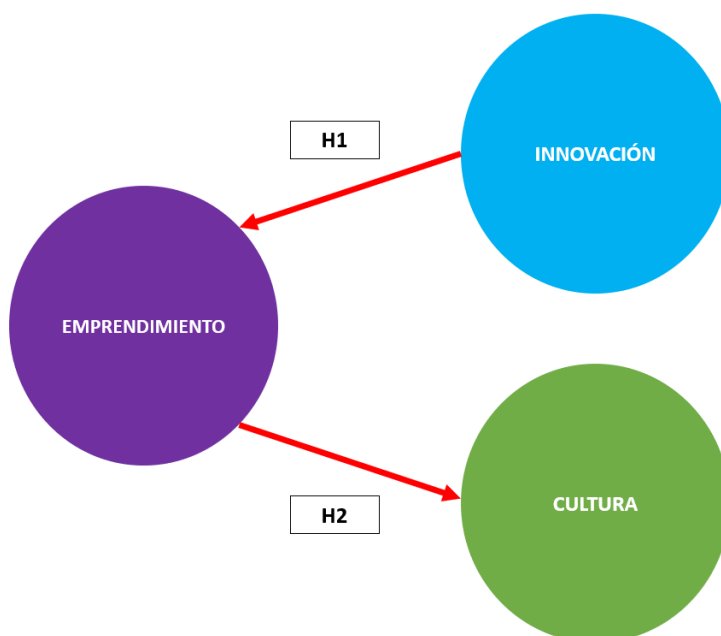 H1
INNOVACIÓN
EMPRENDIMIENTO
H2
CULTURA